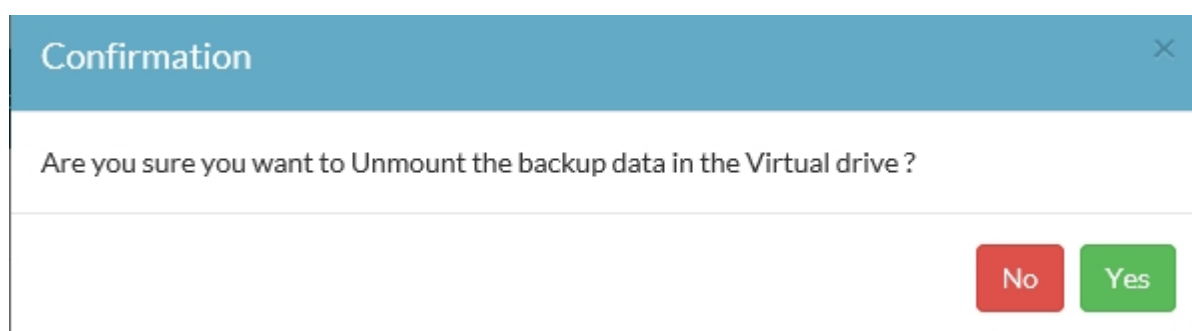 Confirmation
Are you sure you want to Unmount the backup data in the Virtual drive ?
No Yes